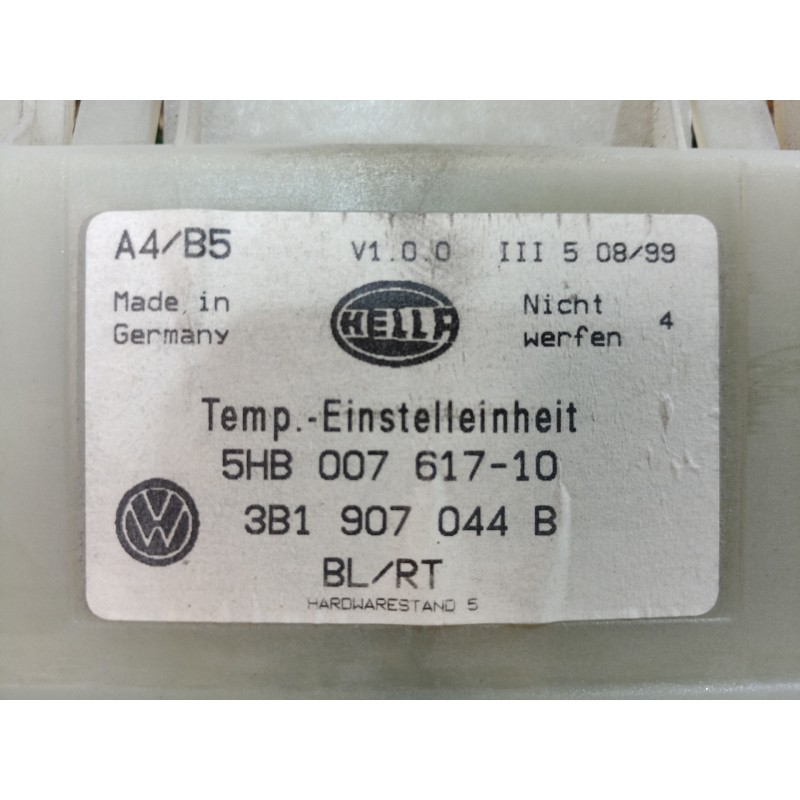 A4/B5 V1.0.0 III 5 08/99
Made in Germany
HELLA
Nicht werfen 4
Temp.-Einstelleinheit
5HB 007 617-10
VW
3B1 907 044 B
BL/RT
HARDWARESTAND 5